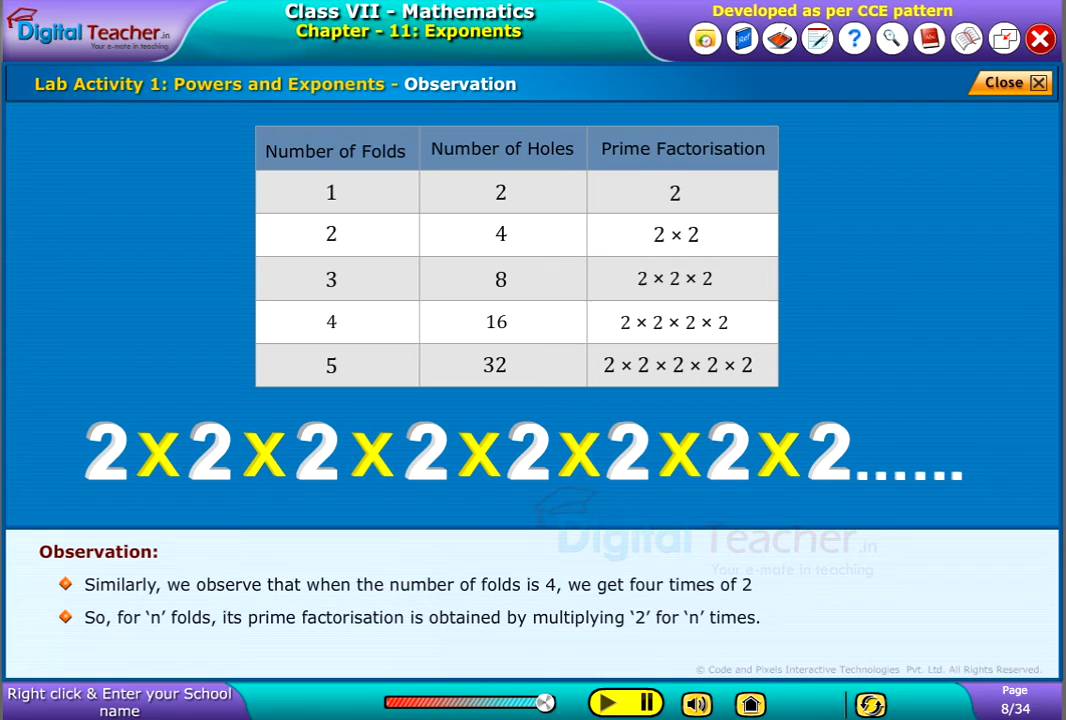 Digital Teacher.in
Your e-mate in teaching
Class VII - Mathematics
Chapter - 11: Exponents
Developed as per CCE pattern
Lab Activity 1: Powers and Exponents - Observation
Close
Number of Folds Number of Holes Prime Factorisation
1 2 2
2 4 2 × 2
3 8 2 × 2 × 2
4 16 2 × 2 × 2 × 2
5 32 2 × 2 × 2 × 2 × 2
2x2x2x2x2x2x2x2......
Digital Teacher.in
Your e-mate in teaching
Observation:
Similarly, we observe that when the number of folds is 4, we get four times of 2
So, for ‘n’ folds, its prime factorisation is obtained by multiplying ‘2’ for ‘n’ times.
© Code and Pixels Interactive Technologies Pvt. Ltd. All Rights Reserved.
Right click & Enter your School
name
Page
8/34